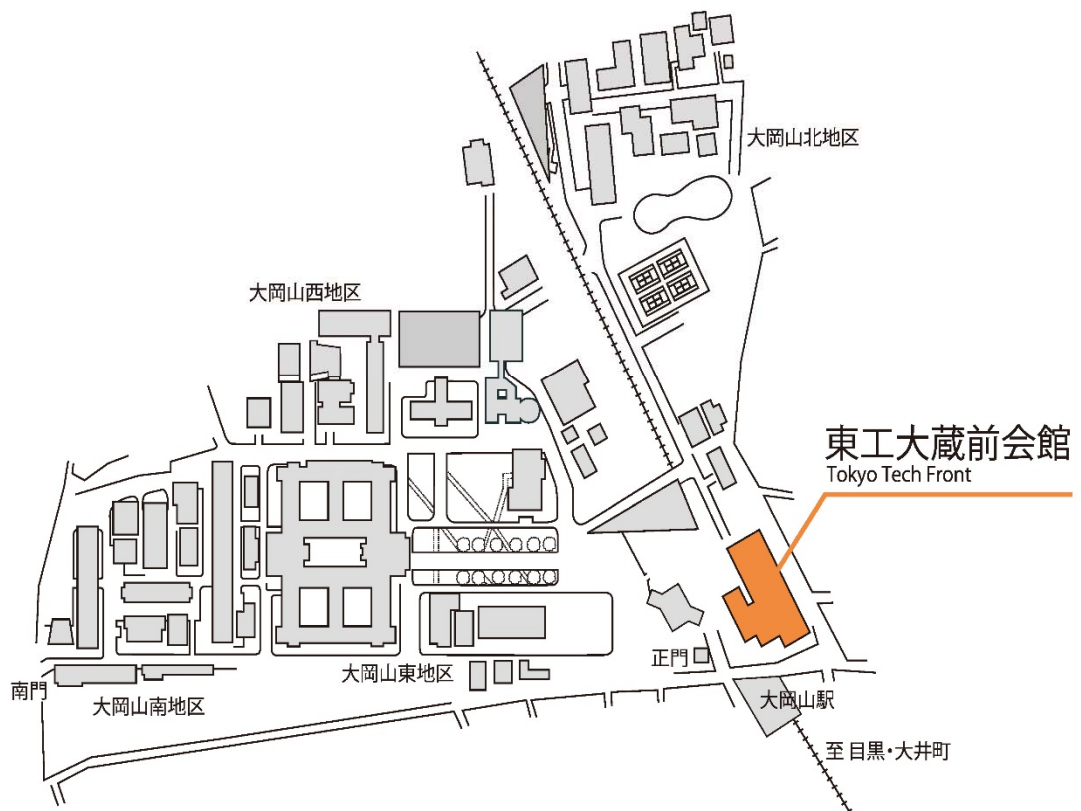 大岡山北地区
大岡山西地区
東工大蔵前会館
Tokyo Tech Front
正門
大岡山東地区
南門
大岡山南地区
大岡山駅
至 目黒・大井町